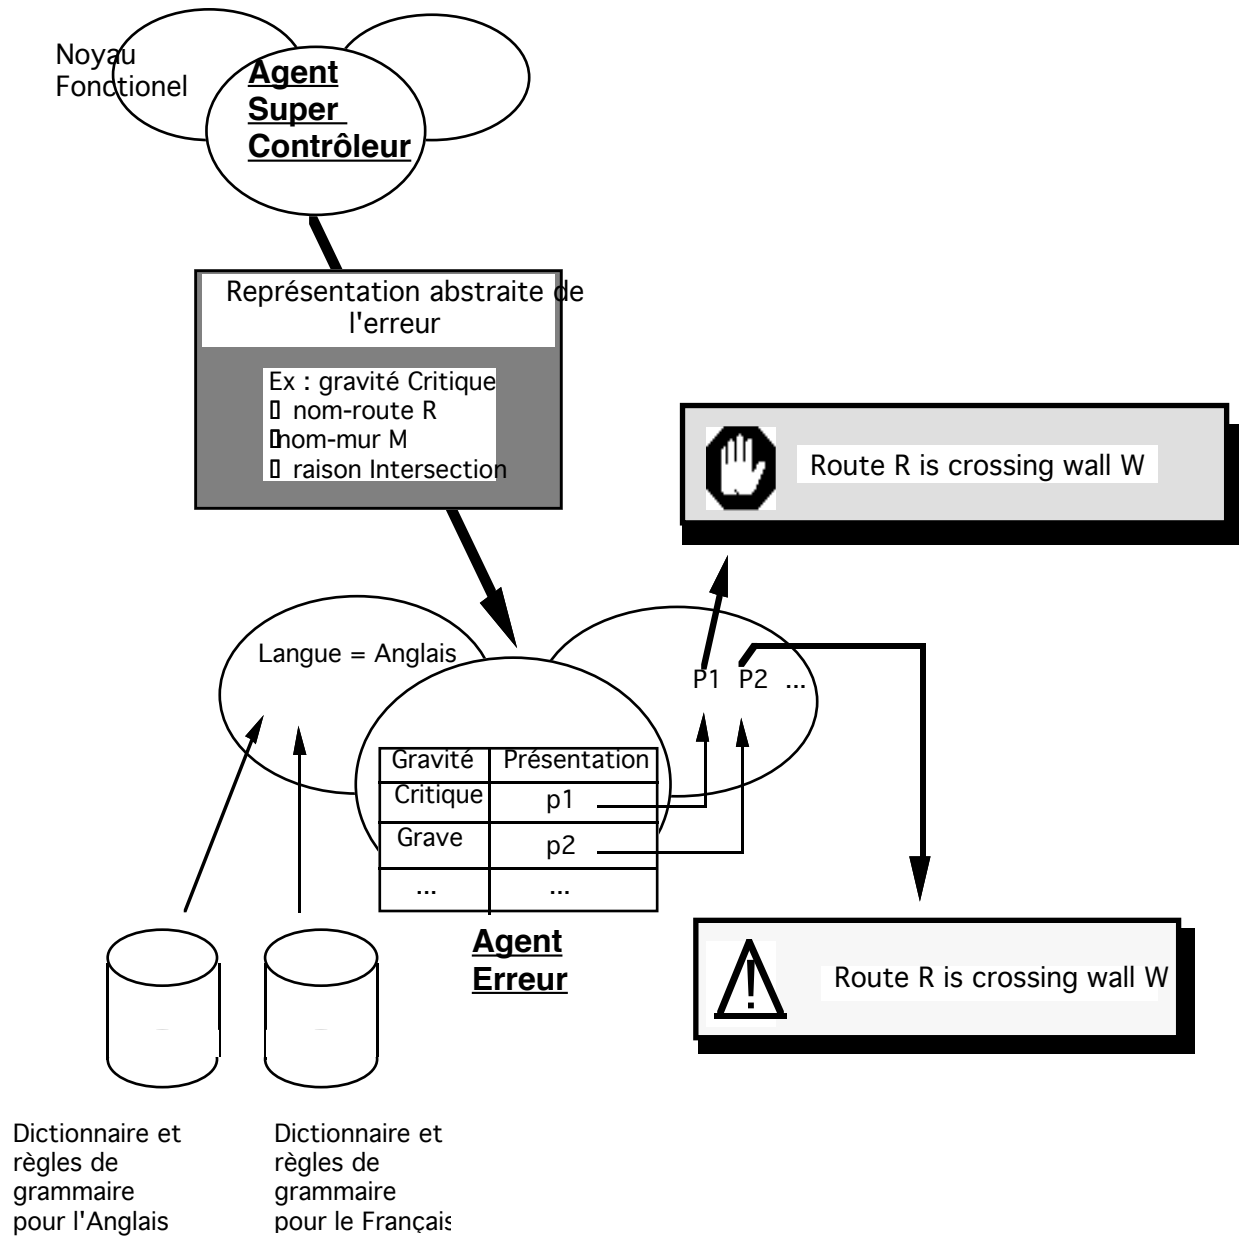 Noyau
Fonctionel
Agent
Super
Contrôleur
Représentation abstraite de
l'erreur
Ex : gravité Critique
nom-route R
nom-mur M
raison Intersection
Route R is crossing wall W
Langue = Anglais
P1 P2 ...
Gravité Présentation
Critique p1
Grave p2
... ...
Agent
Erreur
Route R is crossing wall W
Dictionnaire et
règles de
grammaire
pour l'Anglais
Dictionnaire et
règles de
grammaire
pour le Français